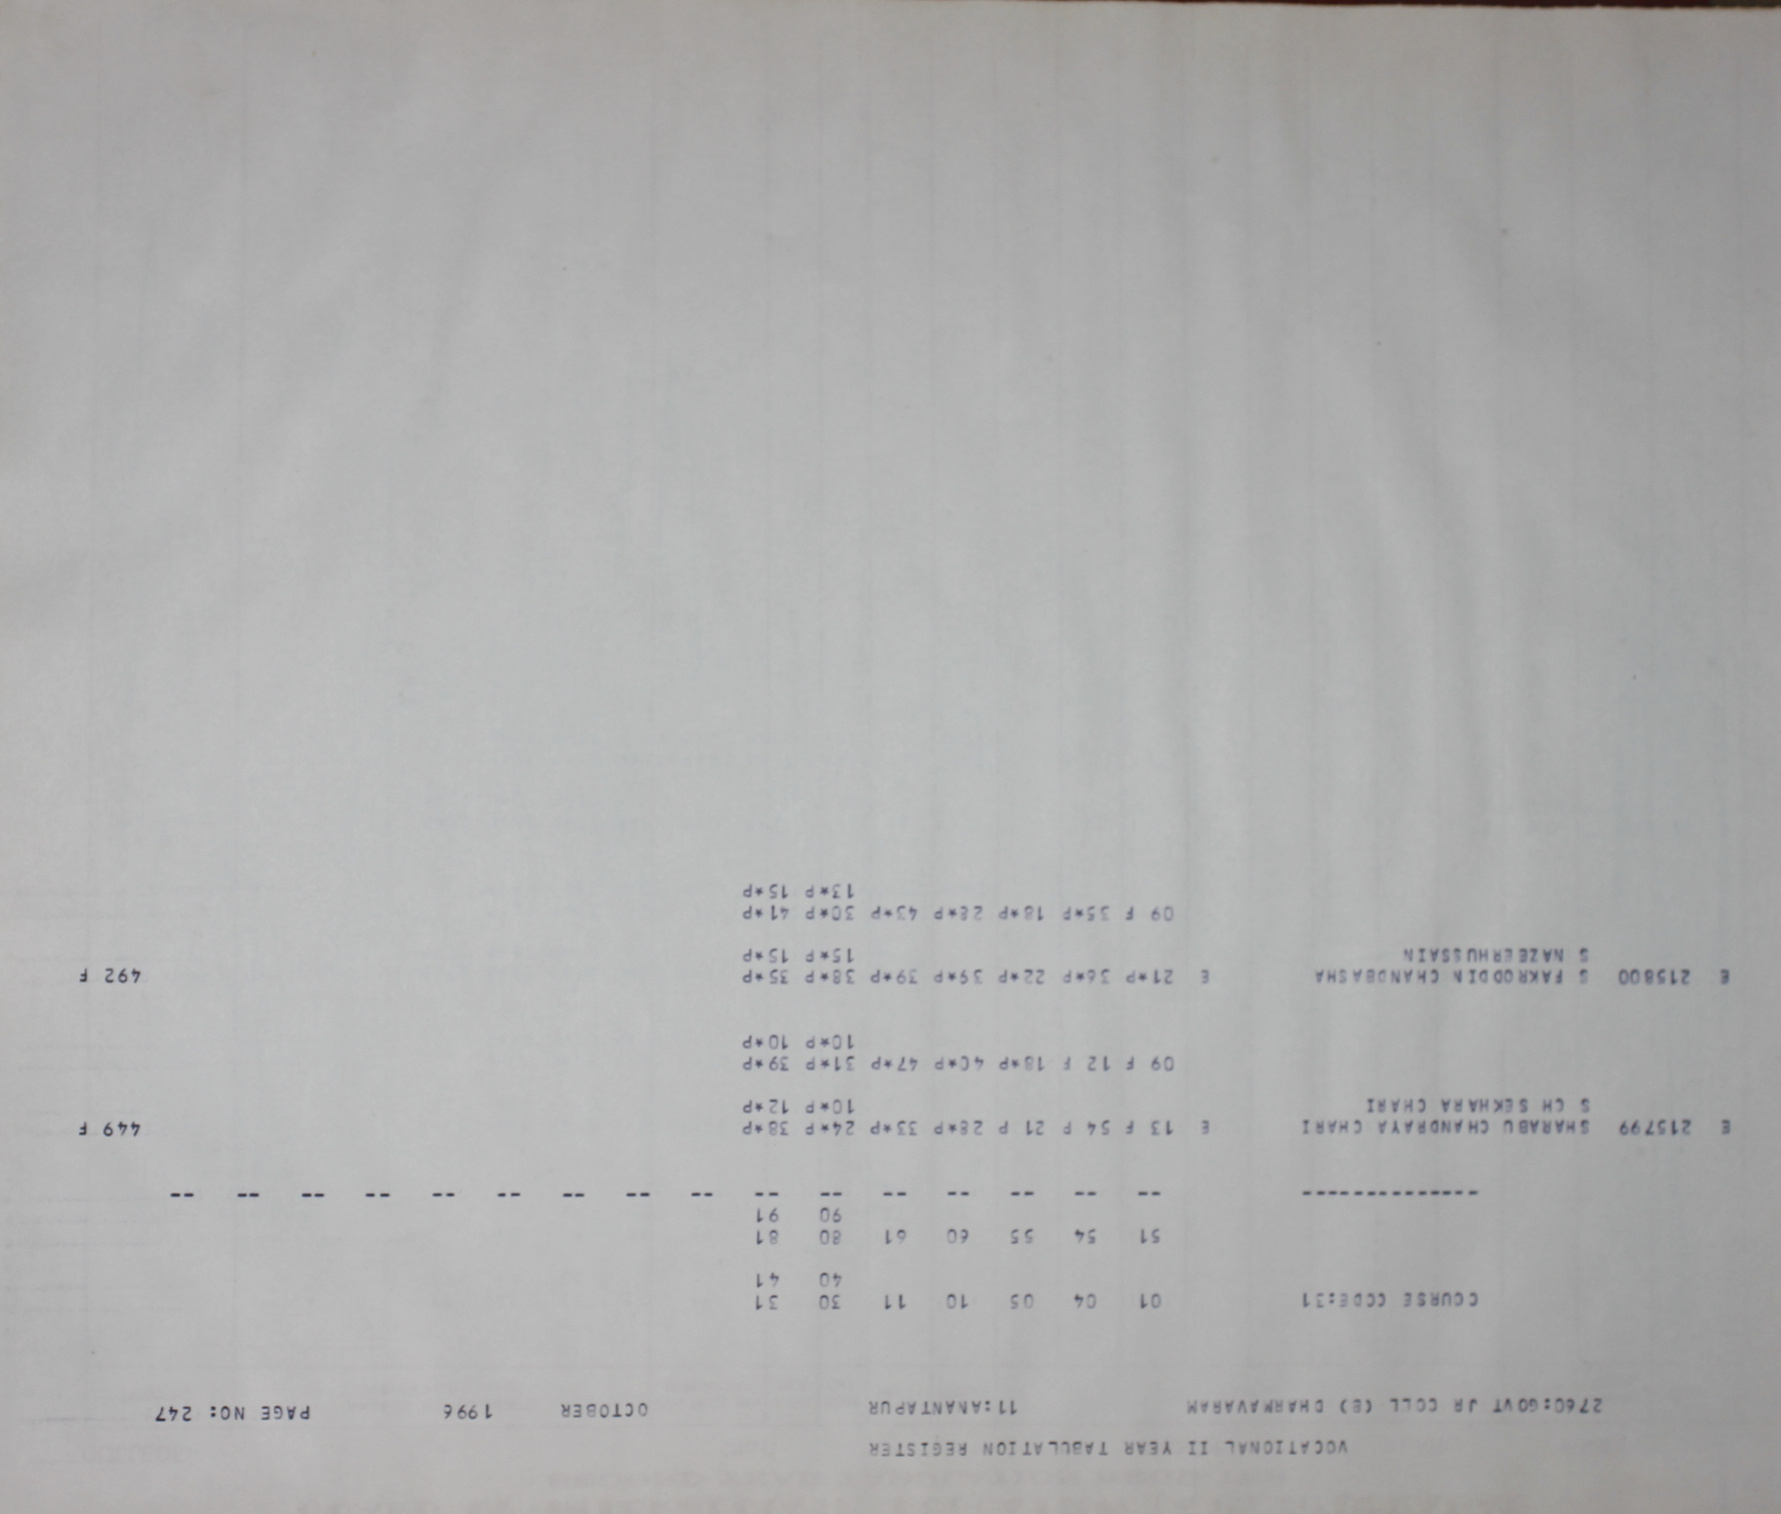 VOCATIONAL II YEAR TABULATION REGISTER
2760:GOVT JR COLL (B) DHARMAVARAM 11:ANANTAPUR OCTOBER 1996 PAGE NO: 247
COURSE CODE:31 01 04 05 10 11 30 31
40 41
51 54 55 60 61 80 81
90 91
-------------- -- -- -- -- -- -- -- -- -- -- -- -- -- -- -- --
E 215799 SHARABU CHANDRAYA CHARI E 13 F 54 P 21 P 28*P 33*P 24*P 38*P 449 F
S CH SEKHARA CHARI 10*P 12*P
09 F 12 F 18*P 40*P 47*P 31*P 39*P
10*P 10*P
E 215800 S FAKRODDIN CHANDBASHA E 21*P 36*P 22*P 39*P 39*P 38*P 35*P 492 F
S NAZEERHUSSAIN 15*P 15*P
09 F 35*P 18*P 28*P 43*P 30*P 41*P
13*P 15*P